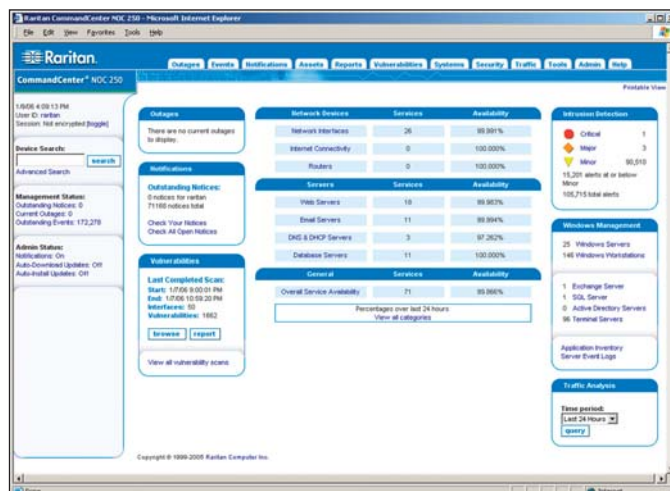 Raritan CommandCenter NOC 250 - Microsoft Internet Explorer
File Edit View Favorites Tools Help
Raritan.
Outages Events Notifications Assets Reports Vulnerabilities Systems Security Traffic Tools Admin Help
CommandCenter® NOC 250
Printable View
1/8/06 4:09:13 PM
User ID: raritan
Session: Not encrypted [toggle]
Device Search:
search
Advanced Search
Management Status:
Outstanding Notices: 0
Current Outages: 0
Outstanding Events: 172,278
Admin Status:
Notifications: On
Auto-Download Updates: Off
Auto-Install Updates: Off
Outages
There are no current outages
to display.
Notifications
Outstanding Notices:
0 notices for raritan
71168 notices total
Check Your Notices
Check All Open Notices
Vulnerabilities
Last Completed Scan:
Start: 1/7/06 9:00:01 PM
End: 1/7/06 10:59:20 PM
Interfaces: 50
Vulnerabilities: 1862
browse report
View all vulnerability scans
Network Devices Services Availability
Network Interfaces 26 99.991%
Internet Connectivity 0 100.000%
Routers 0 100.000%
Servers Services Availability
Web Servers 18 99.983%
Email Servers 11 99.994%
DNS & DHCP Servers 3 97.262%
Database Servers 11 100.000%
General Services Availability
Overall Service Availability 71 99.866%
Percentages over last 24 hours
View all categories
Intrusion Detection
Critical 1
Major 3
Minor 90,510
15,201 alerts at or below
Minor
105,715 total alerts
Windows Management
25 Windows Servers
146 Windows Workstations
1 Exchange Server
1 SQL Server
0 Active Directory Servers
96 Terminal Servers
Application Inventory
Server Event Logs
Traffic Analysis
Time period:
Last 24 Hours
query
Copyright © 1999-2005 Raritan Computer Inc.